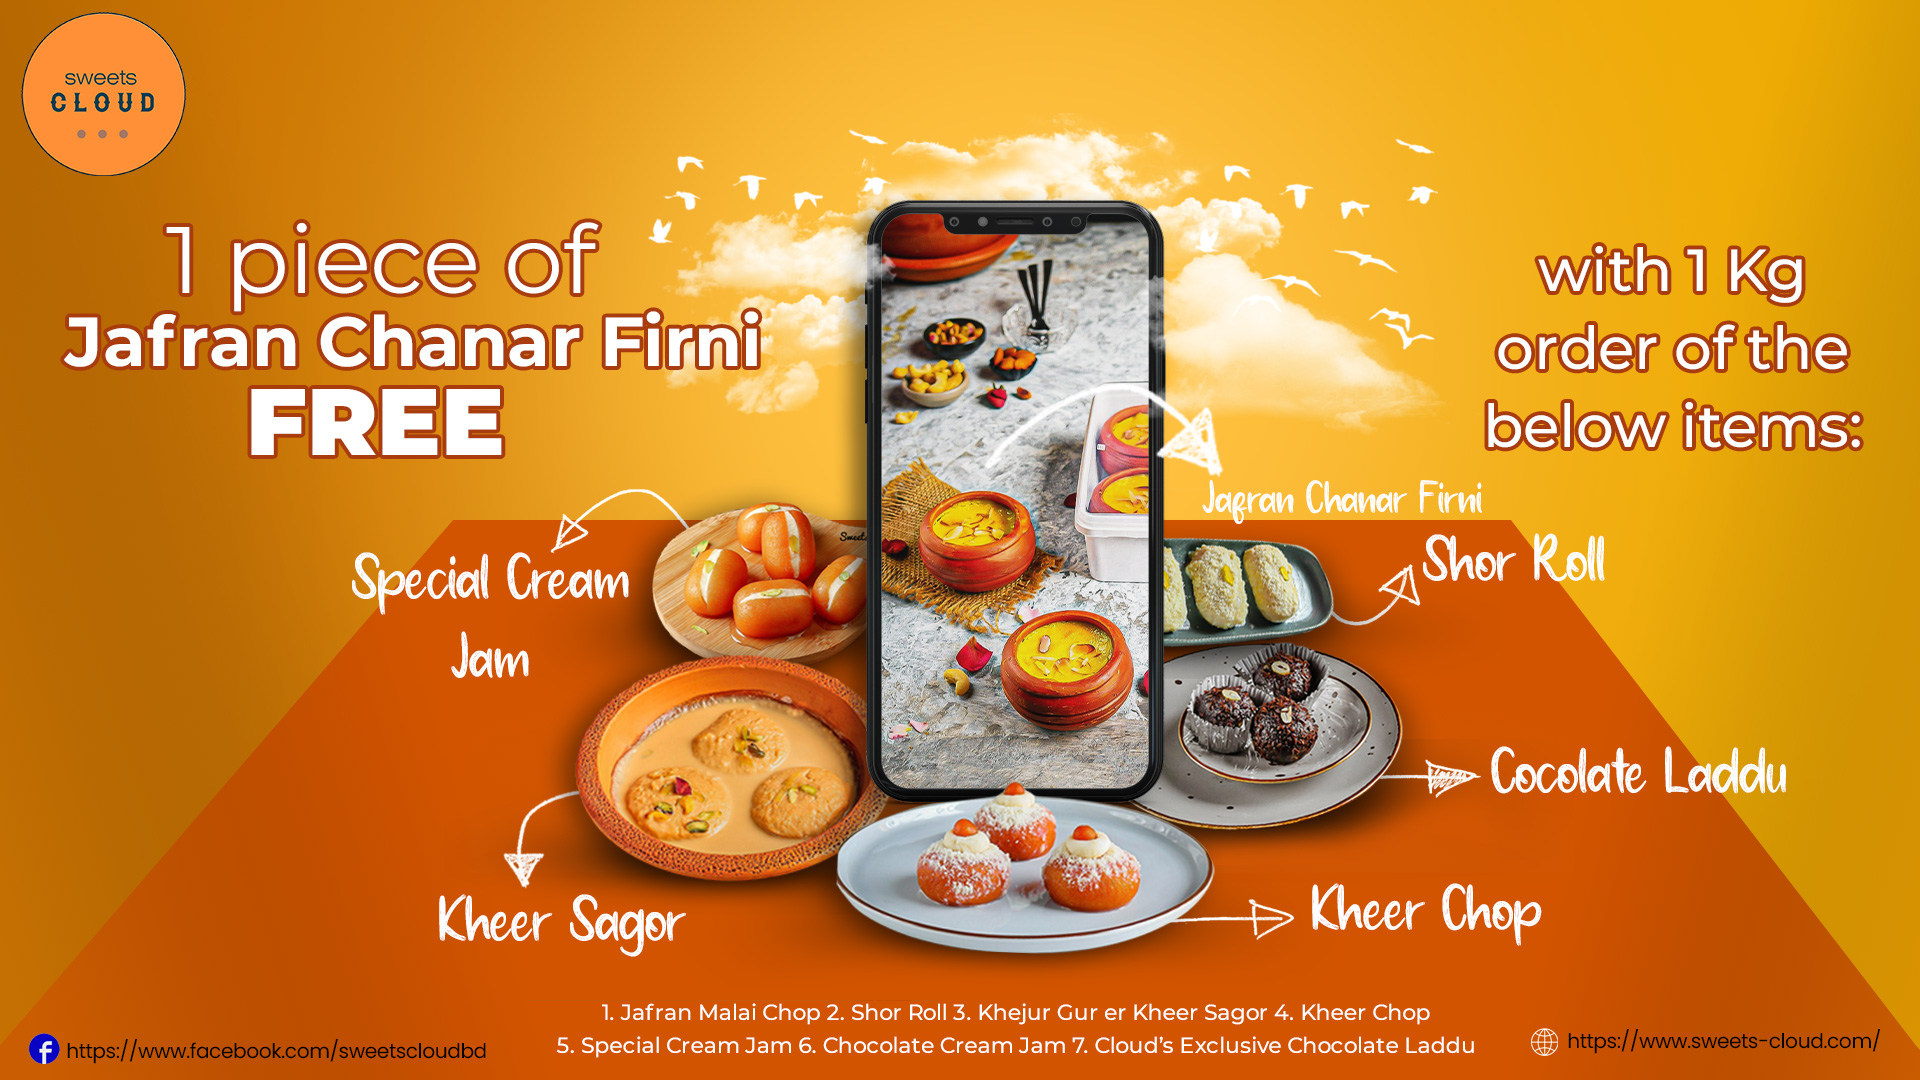 sweets
CLOUD
1 piece of
Jafran Chanar Firni
FREE
with 1 Kg
order of the
below items:
Jafran Chanar Firni
Shor Roll
Special Cream
Jam
Cocolate Laddu
Kheer Sagor
Kheer Chop
1. Jafran Malai Chop 2. Shor Roll 3. Khejur Gur er Kheer Sagor 4. Kheer Chop
5. Special Cream Jam 6. Chocolate Cream Jam 7. Cloud's Exclusive Chocolate Laddu
https://www.facebook.com/sweetscloudbd
https://www.sweets-cloud.com/